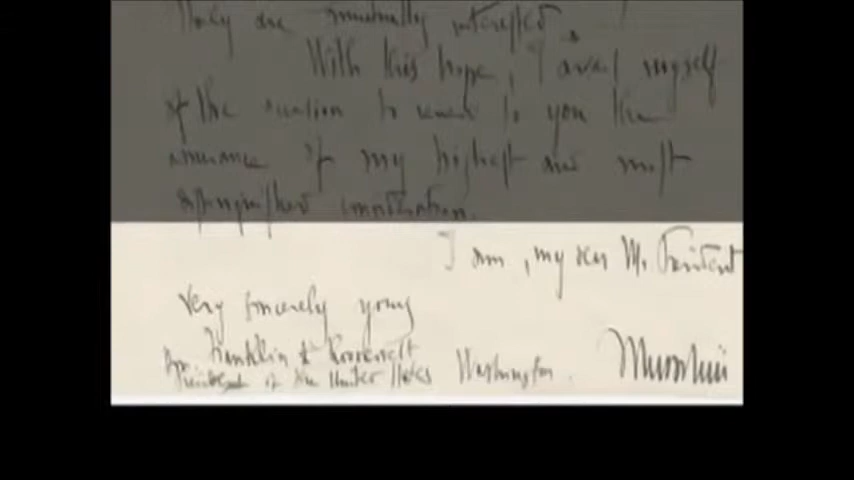 they are mutually interested.
With this hope, I avail myself
of the occasion to renew to you the
assurance of my highest and most
distinguished consideration.
I am, my dear Mr. President
Very sincerely yours
Mussolini
Franklin D Roosevelt
President of the United States Washington.